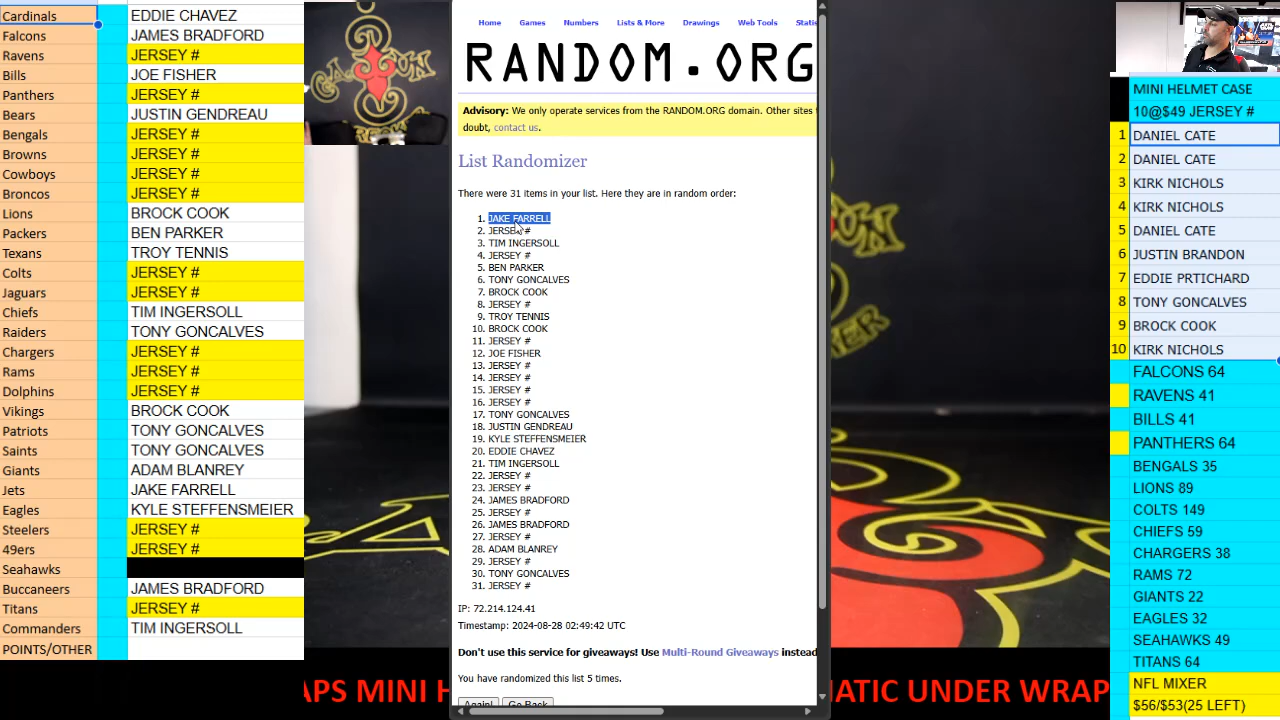 Cardinals EDDIE CHAVEZ
Falcons JAMES BRADFORD
Ravens JERSEY #
Bills JOE FISHER
Panthers JERSEY #
Bears JUSTIN GENDREAU
Bengals JERSEY #
Browns JERSEY #
Cowboys JERSEY #
Broncos JERSEY #
Lions BROCK COOK
Packers BEN PARKER
Texans TROY TENNIS
Colts JERSEY #
Jaguars JERSEY #
Chiefs TIM INGERSOLL
Raiders TONY GONCALVES
Chargers JERSEY #
Rams JERSEY #
Dolphins JERSEY #
Vikings BROCK COOK
Patriots TONY GONCALVES
Saints TONY GONCALVES
Giants ADAM BLANREY
Jets JAKE FARRELL
Eagles KYLE STEFFENSMEIER
Steelers JERSEY #
49ers JERSEY #
Seahawks
Buccaneers JAMES BRADFORD
Titans JERSEY #
Commanders TIM INGERSOLL
POINTS/OTHER
Home Games Numbers Lists & More Drawings Web Tools Statis
RANDOM.ORG
Advisory: We only operate services from the RANDOM.ORG domain. Other sites
doubt, contact us.
List Randomizer
There were 31 items in your list. Here they are in random order:
1. JAKE FARRELL
2. JERSEY #
3. TIM INGERSOLL
4. JERSEY #
5. BEN PARKER
6. TONY GONCALVES
7. BROCK COOK
8. JERSEY #
9. TROY TENNIS
10. BROCK COOK
11. JERSEY #
12. JOE FISHER
13. JERSEY #
14. JERSEY #
15. JERSEY #
16. JERSEY #
17. TONY GONCALVES
18. JUSTIN GENDREAU
19. KYLE STEFFENSMEIER
20. EDDIE CHAVEZ
21. TIM INGERSOLL
22. JERSEY #
23. JERSEY #
24. JAMES BRADFORD
25. JERSEY #
26. JAMES BRADFORD
27. JERSEY #
28. ADAM BLANREY
29. JERSEY #
30. TONY GONCALVES
31. JERSEY #
IP: 72.214.124.41
Timestamp: 2024-08-28 02:49:42 UTC
Don't use this service for giveaways! Use Multi-Round Giveaways instead
You have randomized this list 5 times.
Again! Go Back
APS MINI H
MATIC UNDER WRAP
MINI HELMET CASE
10@$49 JERSEY #
1 DANIEL CATE
2 DANIEL CATE
3 KIRK NICHOLS
4 KIRK NICHOLS
5 DANIEL CATE
6 JUSTIN BRANDON
7 EDDIE PRTICHARD
8 TONY GONCALVES
9 BROCK COOK
10 KIRK NICHOLS
FALCONS 64
RAVENS 41
BILLS 41
PANTHERS 64
BENGALS 35
LIONS 89
COLTS 149
CHIEFS 59
CHARGERS 38
RAMS 72
GIANTS 22
EAGLES 32
SEAHAWKS 49
TITANS 64
NFL MIXER
$56/$53(25 LEFT)